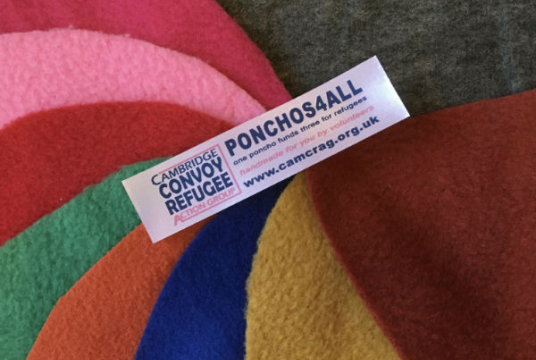 CAMBRIDGE
CONVOY
REFUGEE
ACTION GROUP
PONCHOS4ALL
one poncho funds three for refugees
handmade for you by volunteers
www.camcrag.org.uk